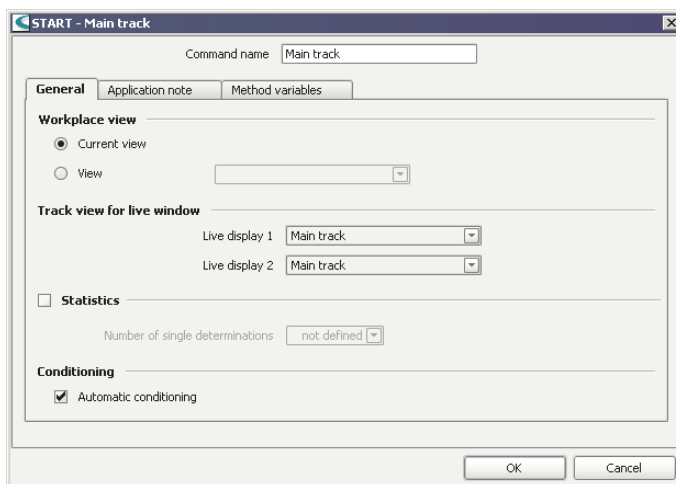 START - Main track
Command name Main track
General Application note Method variables
Workplace view
Current view
View
Track view for live window
Live display 1 Main track
Live display 2 Main track
Statistics
Number of single determinations not defined
Conditioning
Automatic conditioning
OK Cancel